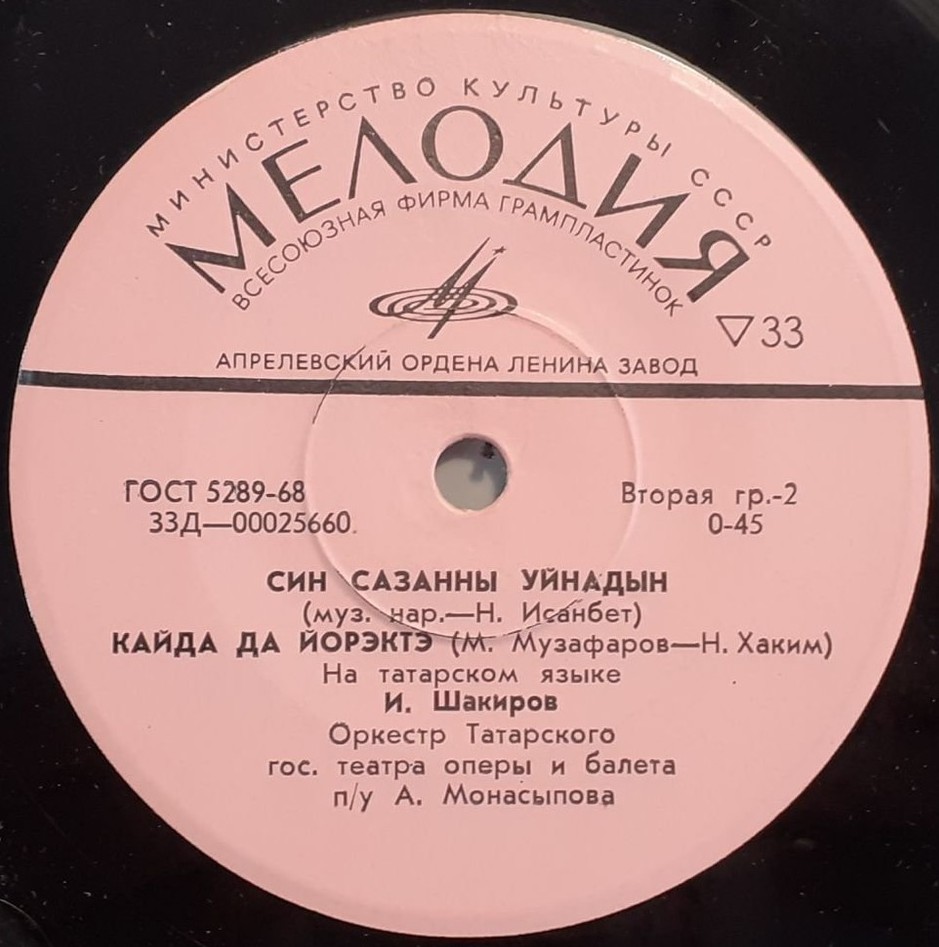 МИНИСТЕРСТВО КУЛЬТУРЫ СССР
МЕЛОДИЯ
ВСЕСОЮЗНАЯ ФИРМА ГРАМПЛАСТИНОК
▽33
АПРЕЛЕВСКИЙ ОРДЕНА ЛЕНИНА ЗАВОД
ГОСТ 5289-68
Вторая гр.-2
33Д—00025660
0-45
СИН САЗАННЫ УЙНАДЫН
(муз. нар.—Н. Исанбет)
КАЙДА ДА ЙОРЭКТЭ (М. Музафаров—Н. Хаким)
На татарском языке
И. Шакиров
Оркестр Татарского
гос. театра оперы и балета
п/у А. Монасыпова